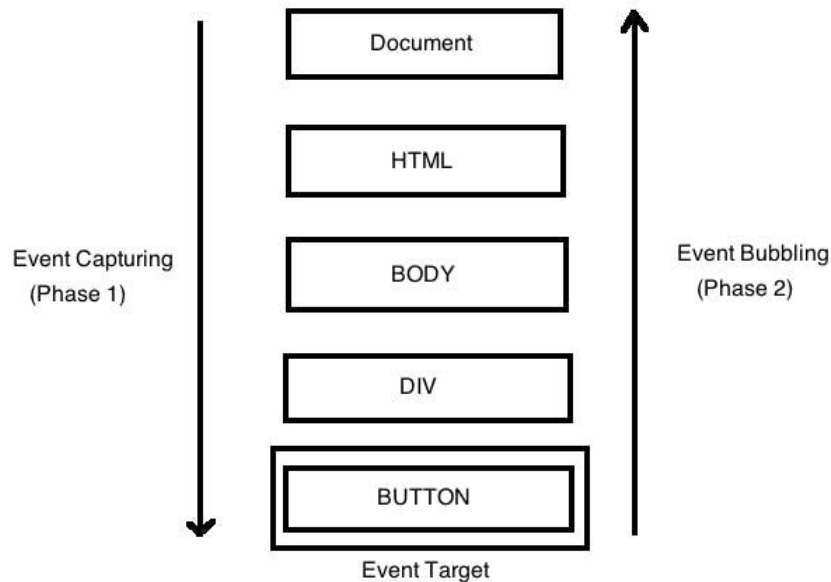 Document
HTML
Event Capturing
(Phase 1)
BODY
Event Bubbling
(Phase 2)
DIV
BUTTON
Event Target